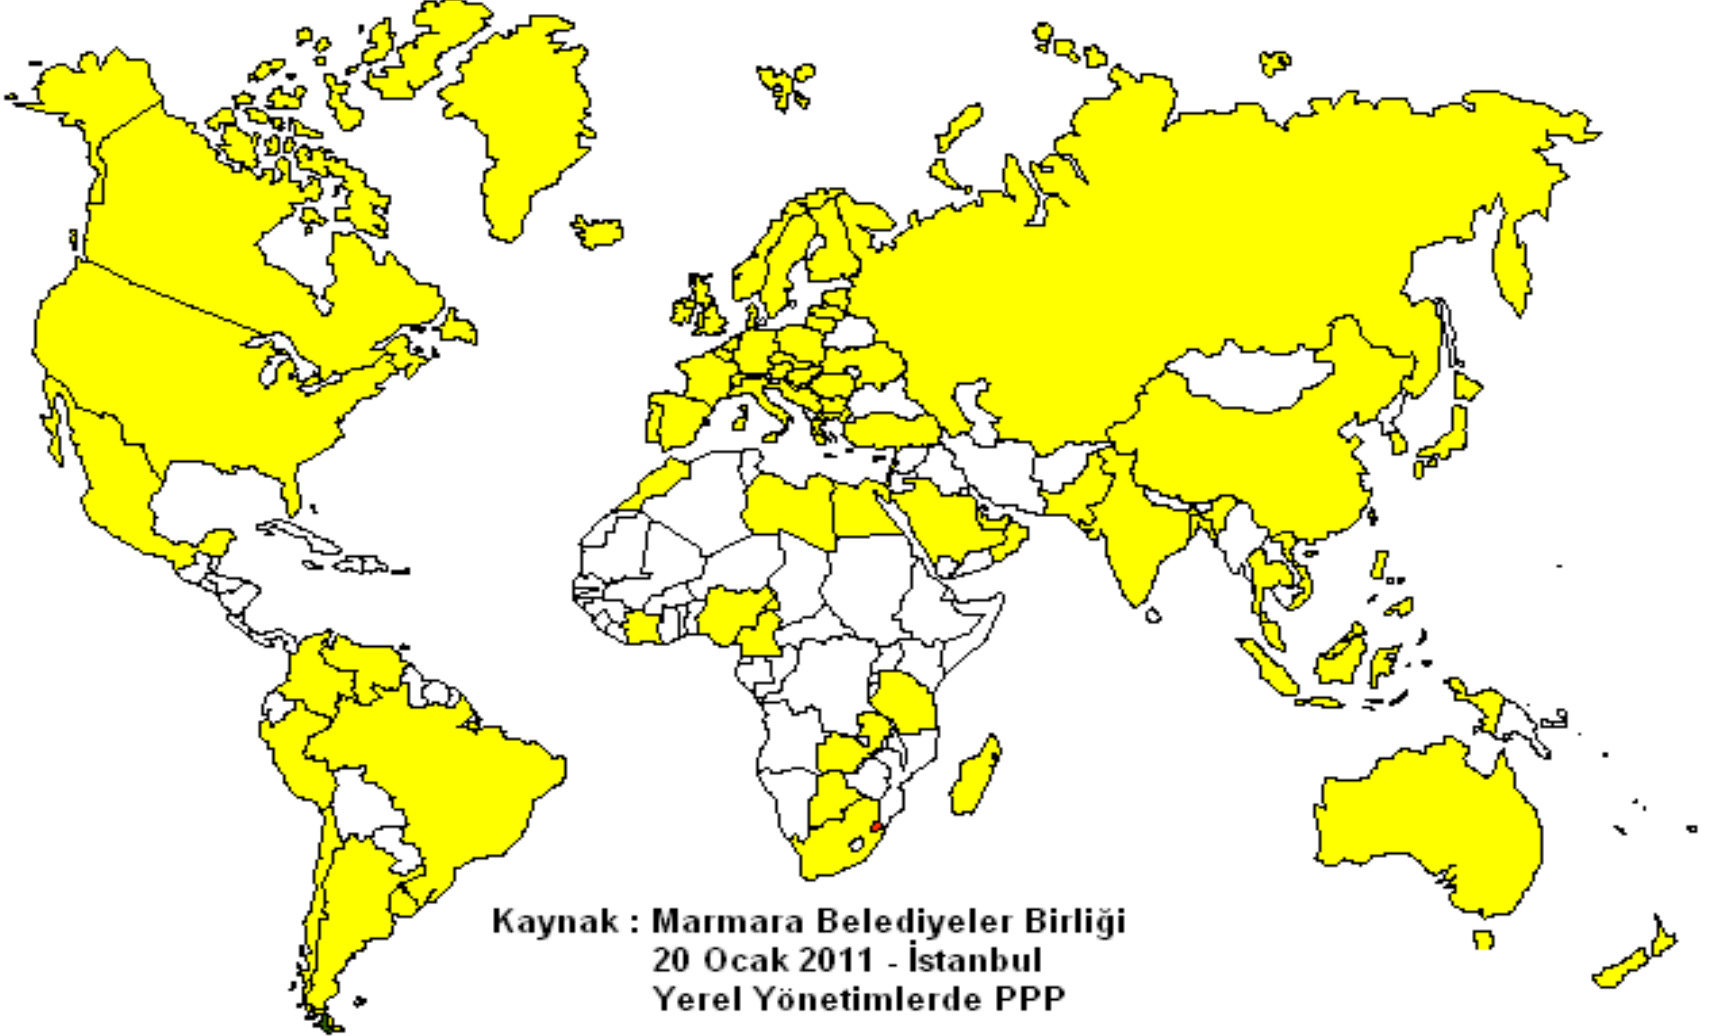 Kaynak : Marmara Belediyeler Birliği
20 Ocak 2011 - İstanbul
Yerel Yönetimlerde PPP